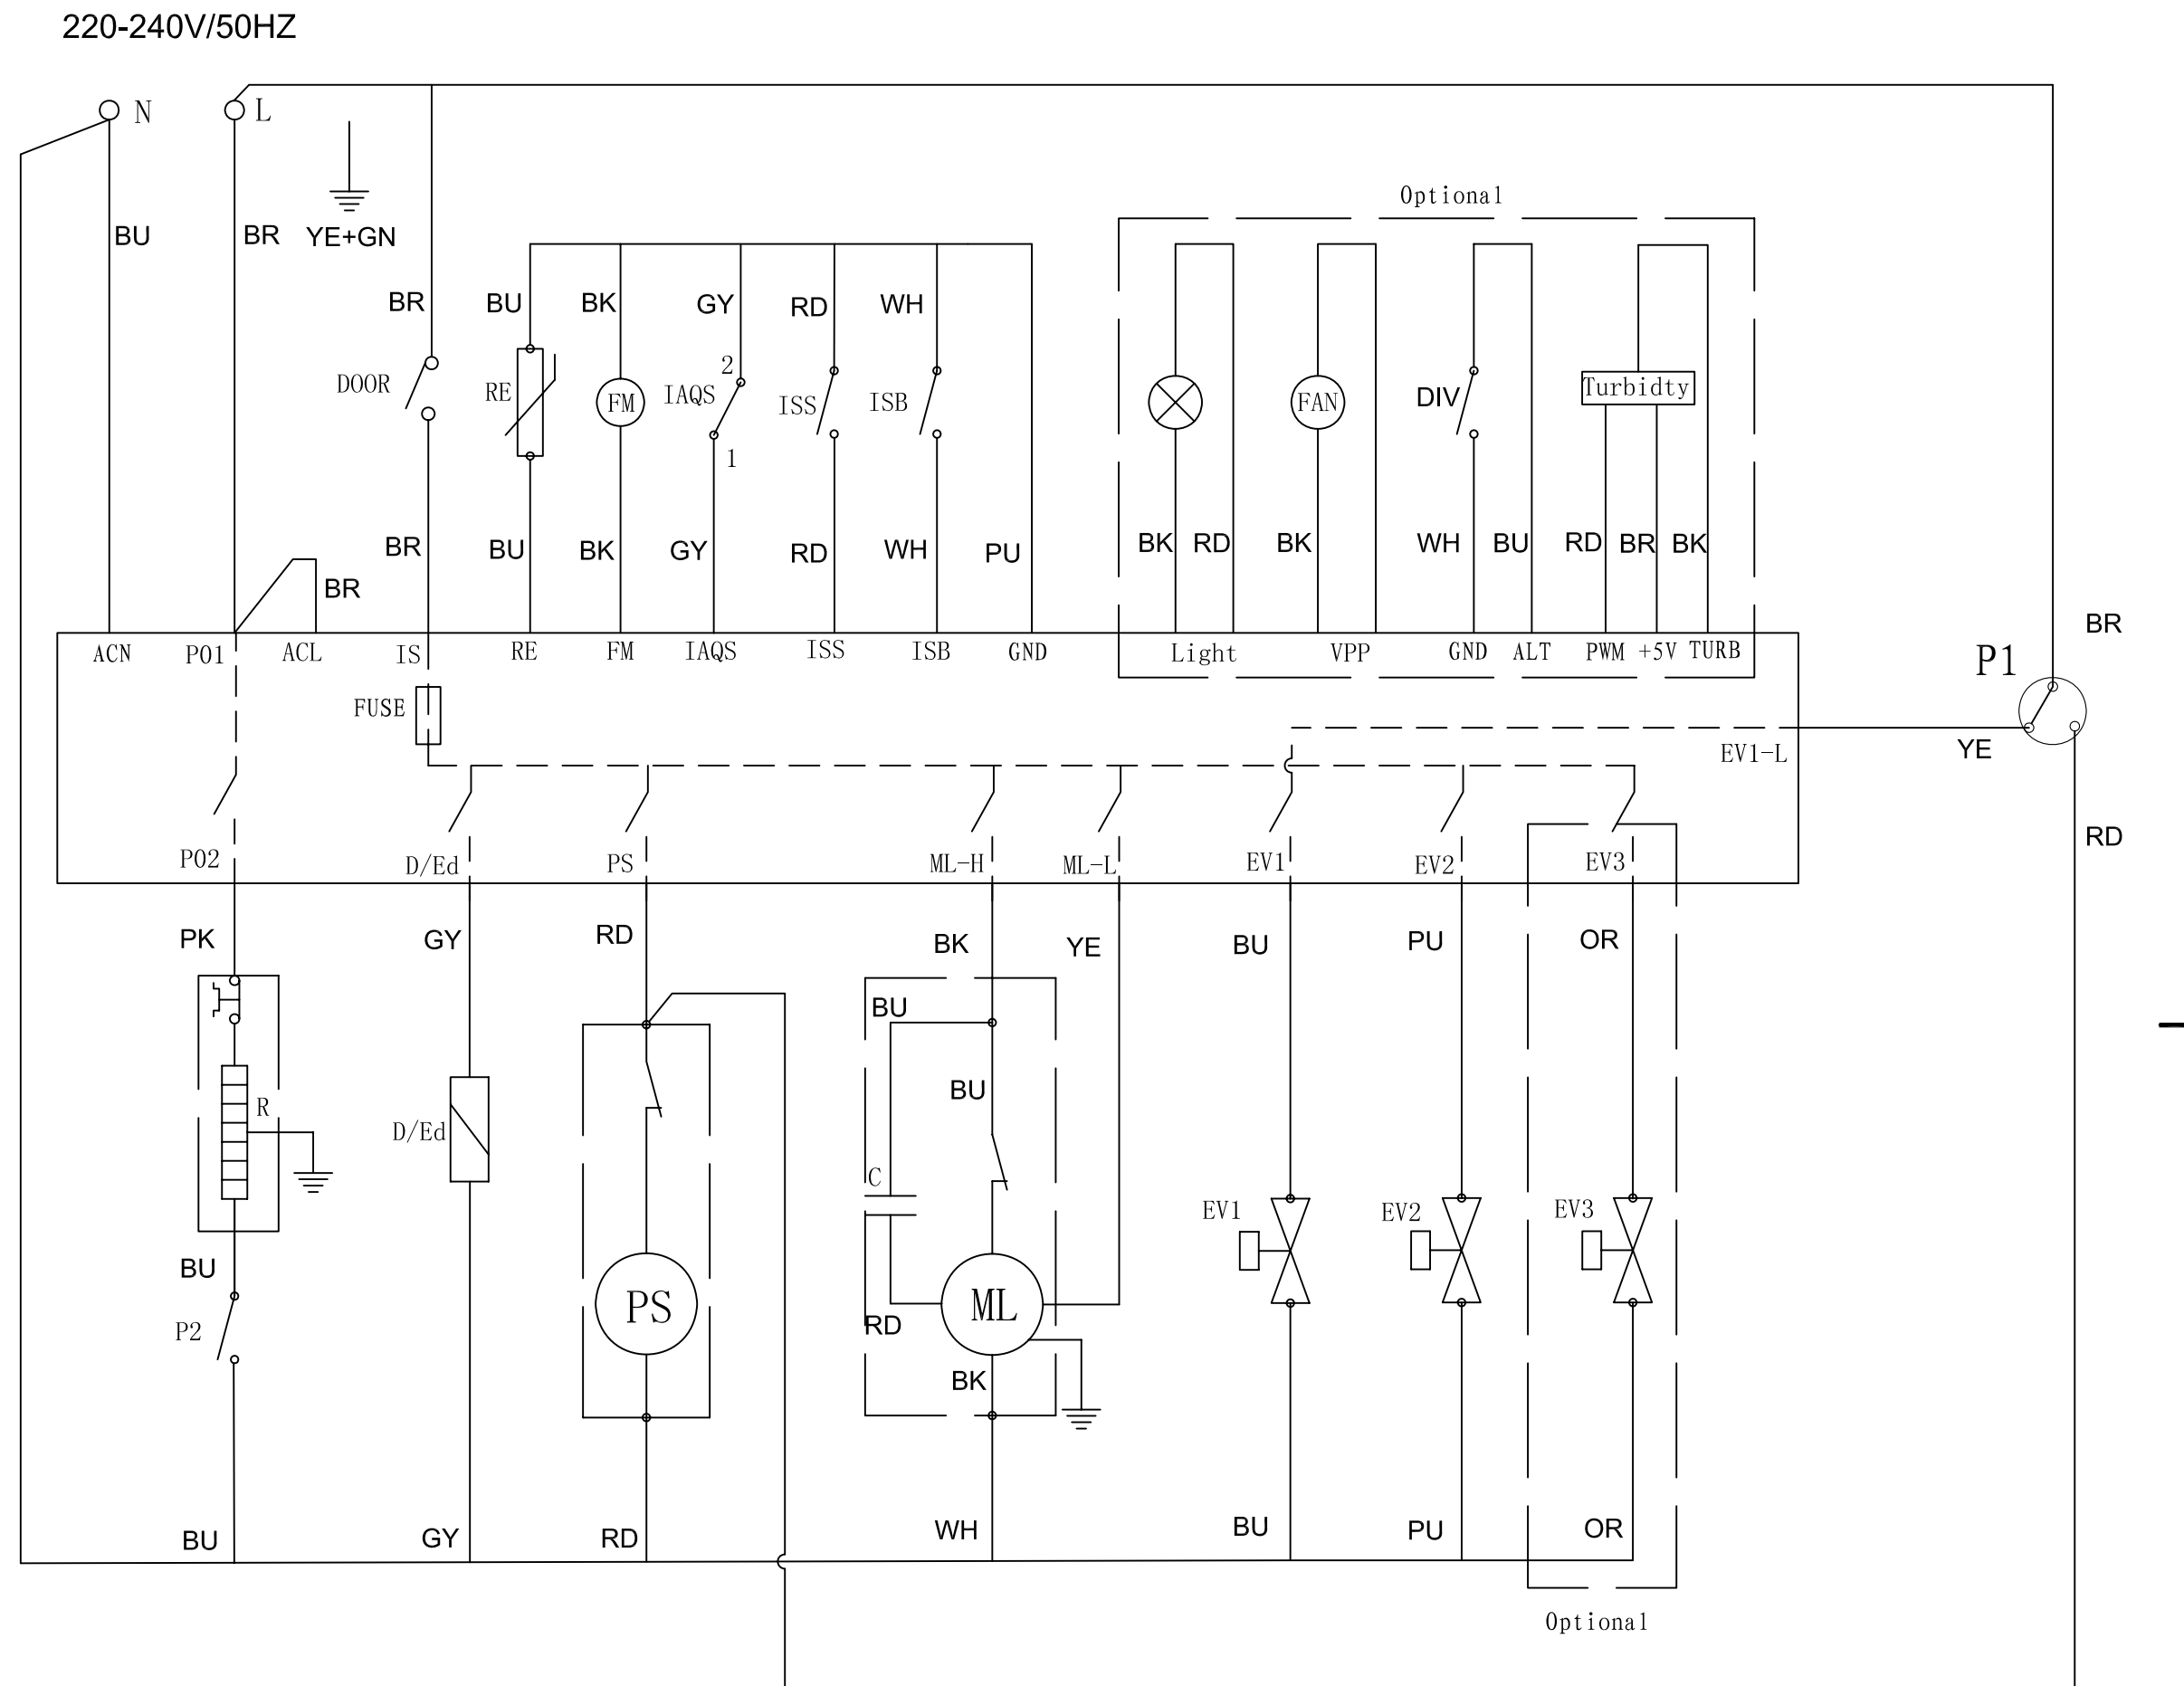 220-240V/50HZ
N L
Optional
BU BR YE+GN
BR BU BK GY RD WH
DOOR RE FM IAQS 2 ISS ISB FAN DIV Turbidty
1
BR BU BK GY RD WH PU BK RD BK WH BU RD BR BK
BR
ACN P01 ACL IS RE FM IAQS ISS ISB GND Light VPP GND ALT PWM +5V TURB
BR
P1
FUSE
EV1-L YE
RD
P02 D/Ed PS ML-H ML-L EV1 EV2 EV3
PK GY RD BK YE BU PU OR
BU
BU
R
D/Ed
C
EV1 EV2 EV3
BU
P2 PS ML
RD
BK
BU GY RD WH BU PU OR
Optional